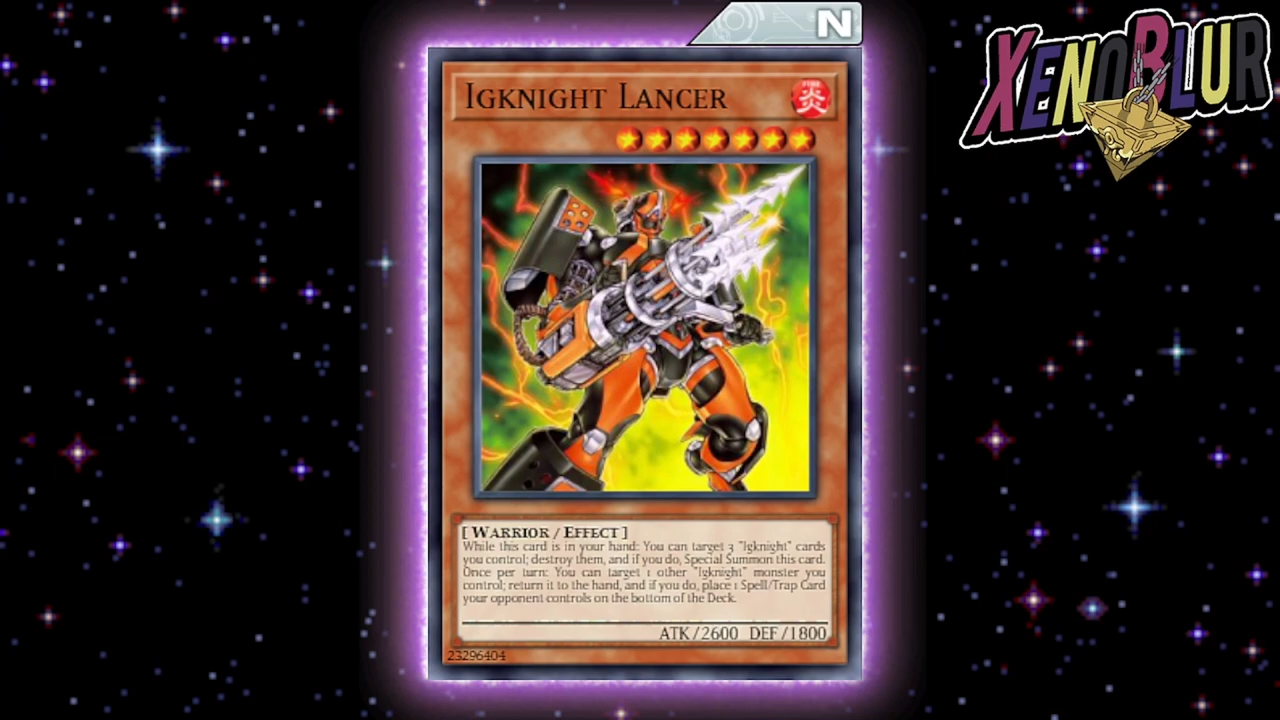 N
XENOBLUR
IGKNIGHT LANCER
FIRE
炎
[ WARRIOR / EFFECT ]
While this card is in your hand: You can target 3 "Igknight" cards
you control; destroy them, and if you do, Special Summon this card.
Once per turn: You can target 1 other "Igknight" monster you
control; return it to the hand, and if you do, place 1 Spell/Trap Card
your opponent controls on the bottom of the Deck.
ATK/2600 DEF/1800
23296404